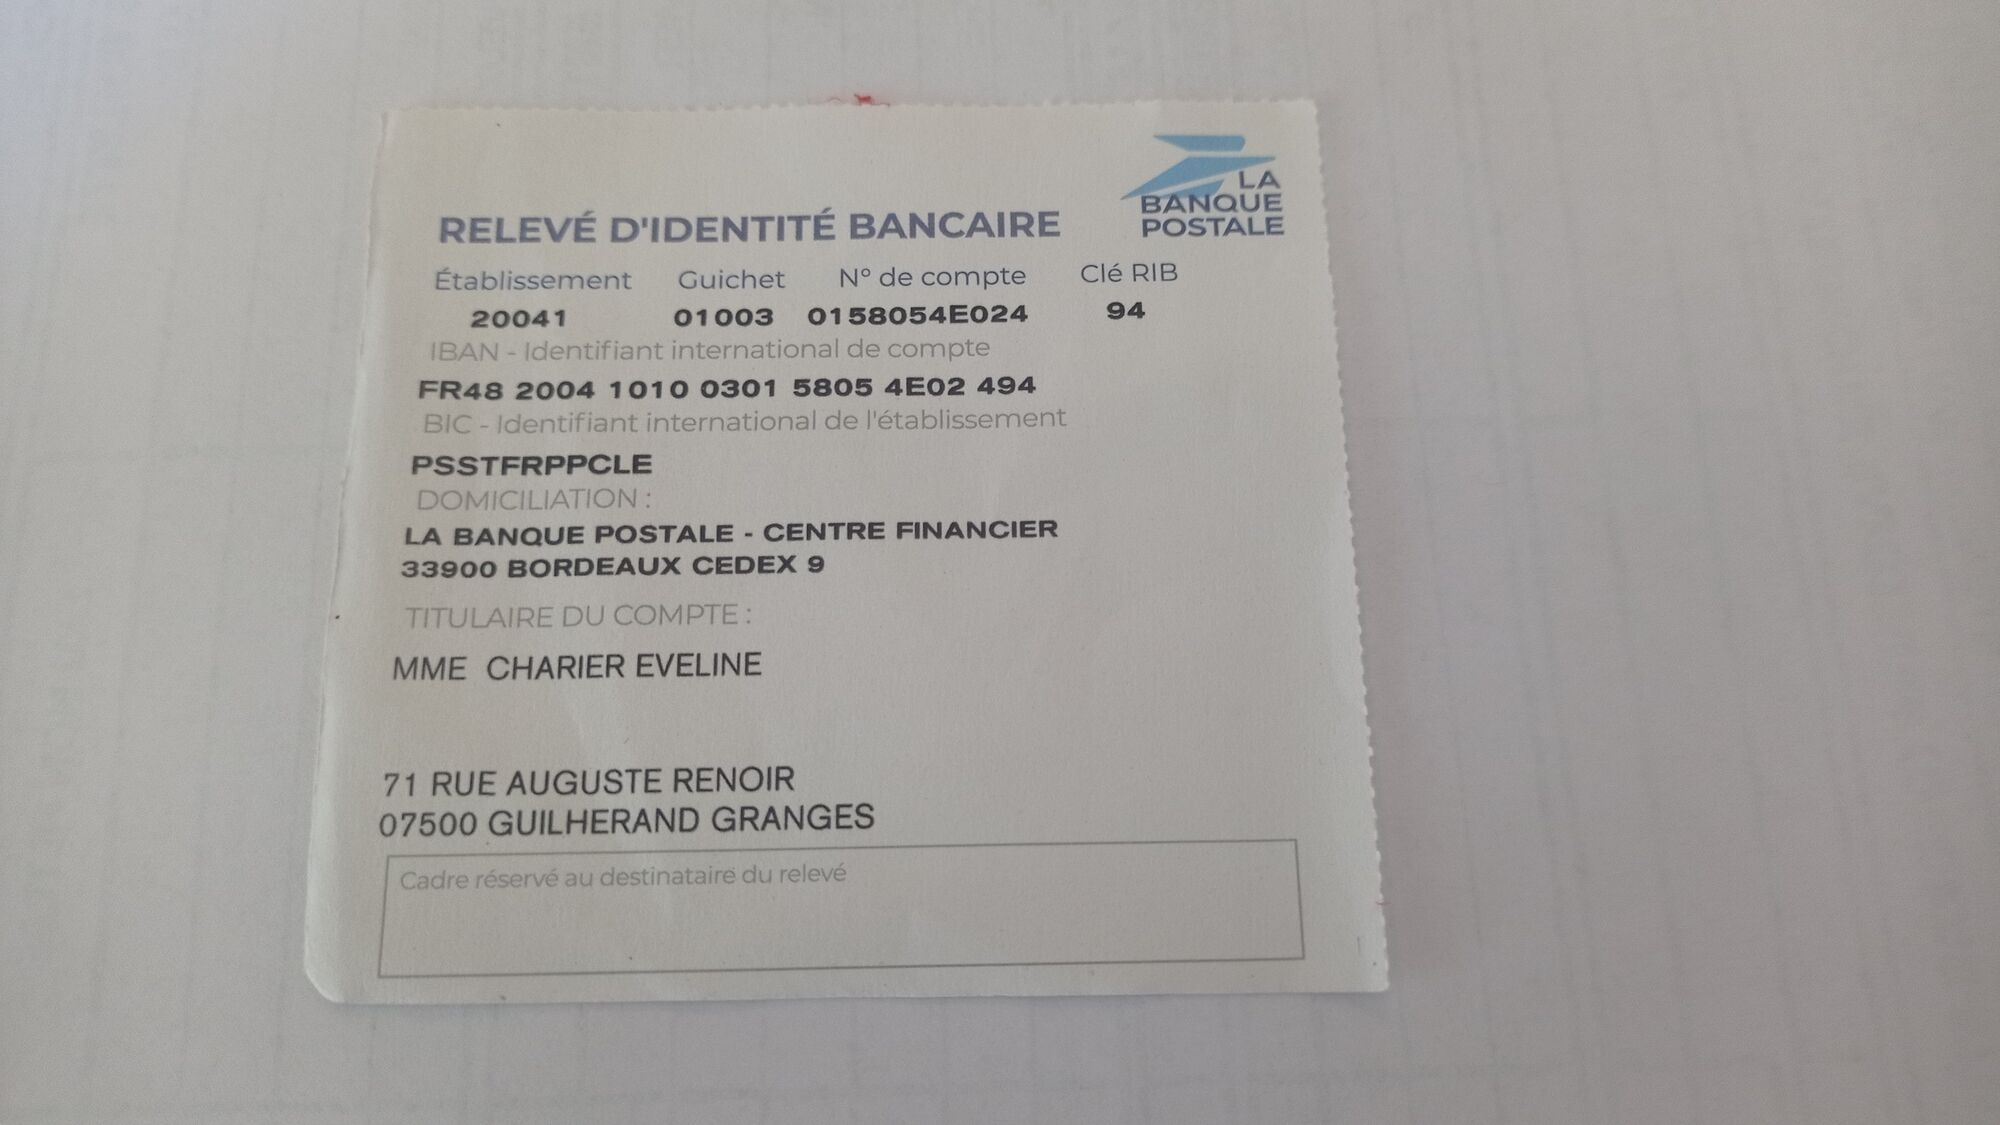 LA
BANQUE
POSTALE
RELEVÉ D'IDENTITÉ BANCAIRE
Établissement Guichet N° de compte Clé RIB
20041 01003 0158054E024 94
IBAN - Identifiant international de compte
FR48 2004 1010 0301 5805 4E02 494
BIC - Identifiant international de l'établissement
PSSTFRPPCLE
DOMICILIATION :
LA BANQUE POSTALE - CENTRE FINANCIER
33900 BORDEAUX CEDEX 9
TITULAIRE DU COMPTE :
MME CHARIER EVELINE
71 RUE AUGUSTE RENOIR
07500 GUILHERAND GRANGES
Cadre réservé au destinataire du relevé